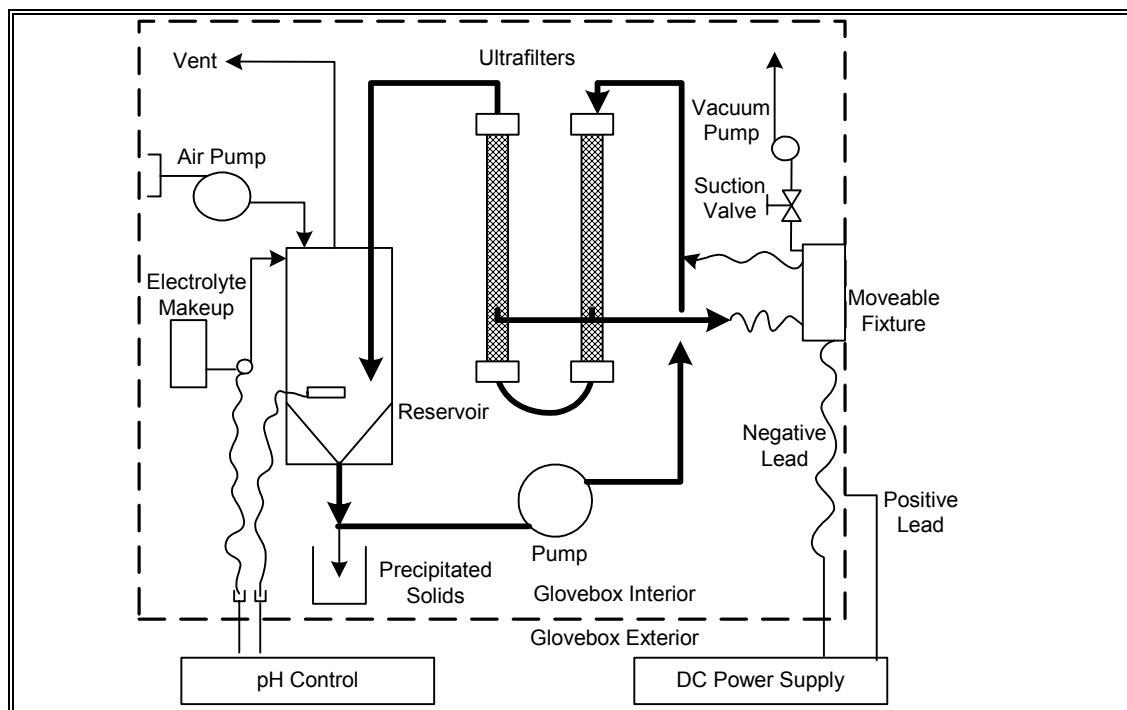 Vent
Ultrafilters
Vacuum
Pump
Air Pump
Suction
Valve
Electrolyte
Makeup
Moveable
Fixture
Reservoir
Negative
Lead
Positive
Lead
Pump
Precipitated
Solids
Glovebox Interior
Glovebox Exterior
pH Control
DC Power Supply